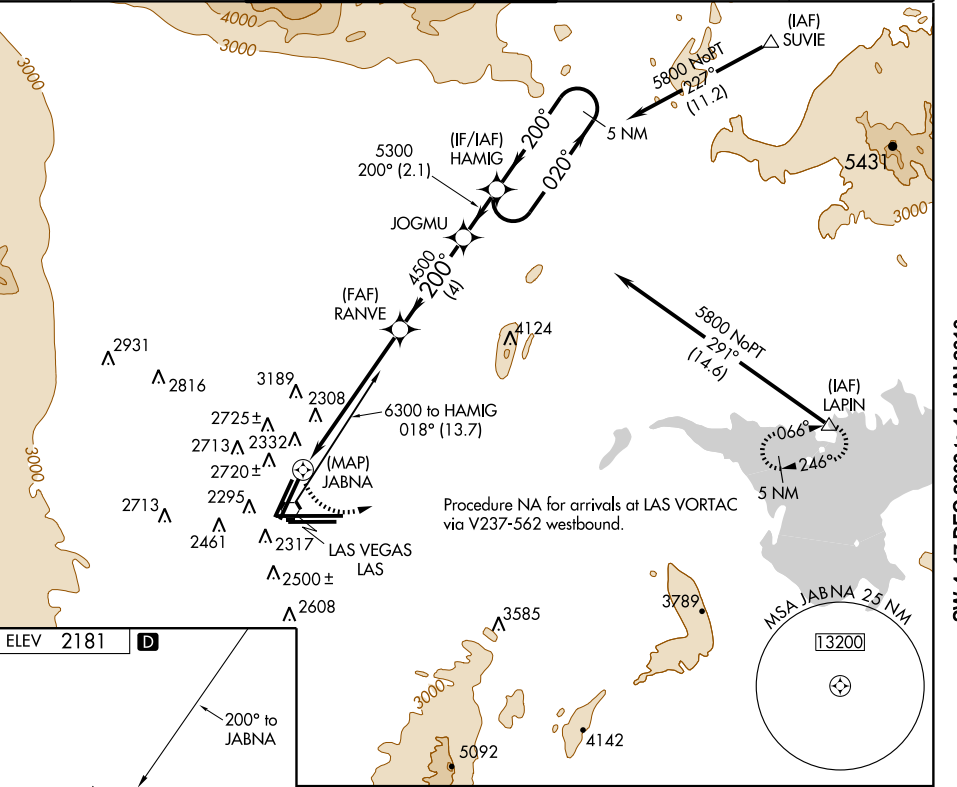 4000
3000
3000
(IAF)
SUVIE
5800 NoPT
227°
(11.2)
5 NM
200°
020°
(IF/IAF)
HAMIG
5300
200° (2.1)
JOGMU
4500
200°
(4)
5431
3000
(FAF)
RANVE
4124
5800 NoPT
291°
(14.6)
(IAF)
LAPIN
066°
246°
5 NM
2931
2816
3189
2308
2725±
2713
2332
2720±
6300 to HAMIG
018° (13.7)
(MAP)
JABNA
3000
2713
2295
2461
2317
LAS VEGAS
LAS
Procedure NA for arrivals at LAS VORTAC
via V237-562 westbound.
2500±
2608
3585
3789
MSA JABNA 25 NM
13200
ELEV 2181 D
200° to
JABNA
3000
5092
4142